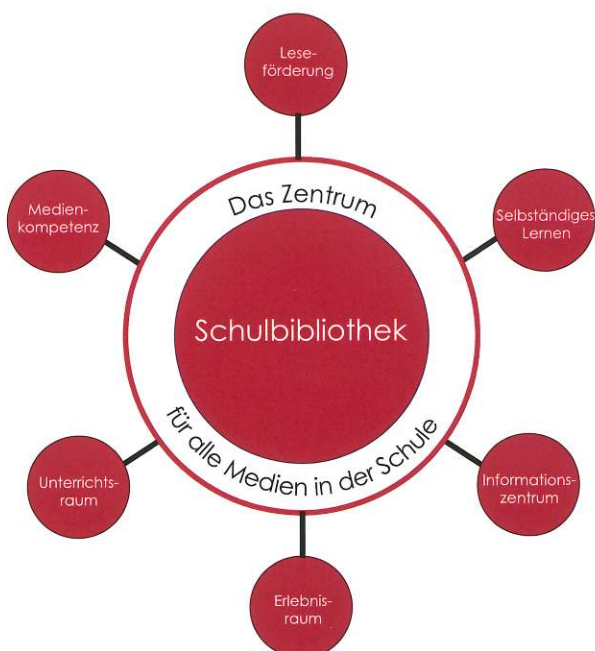 Lese-
förderung
Das Zentrum
Medien-
kompetenz
Selbständiges
Lernen
Schulbibliothek
für alle Medien in der Schule
Unterrichts-
raum
Informations-
zentrum
Erlebnis-
raum